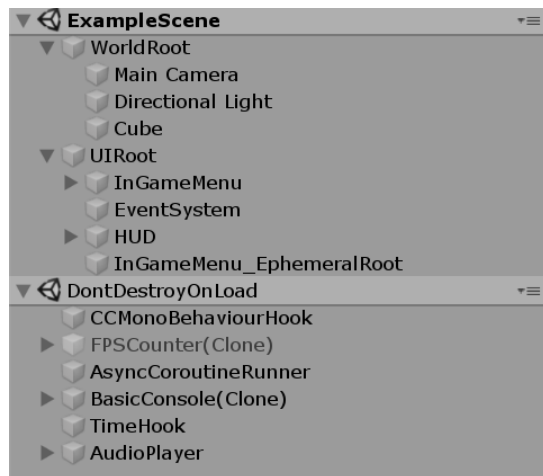 ExampleScene
WorldRoot
Main Camera
Directional Light
Cube
UIRoot
InGameMenu
EventSystem
HUD
InGameMenu_EphemeralRoot
DontDestroyOnLoad
CCMonoBehaviourHook
FPSCounter(Clone)
AsyncCoroutineRunner
BasicConsole(Clone)
TimeHook
AudioPlayer